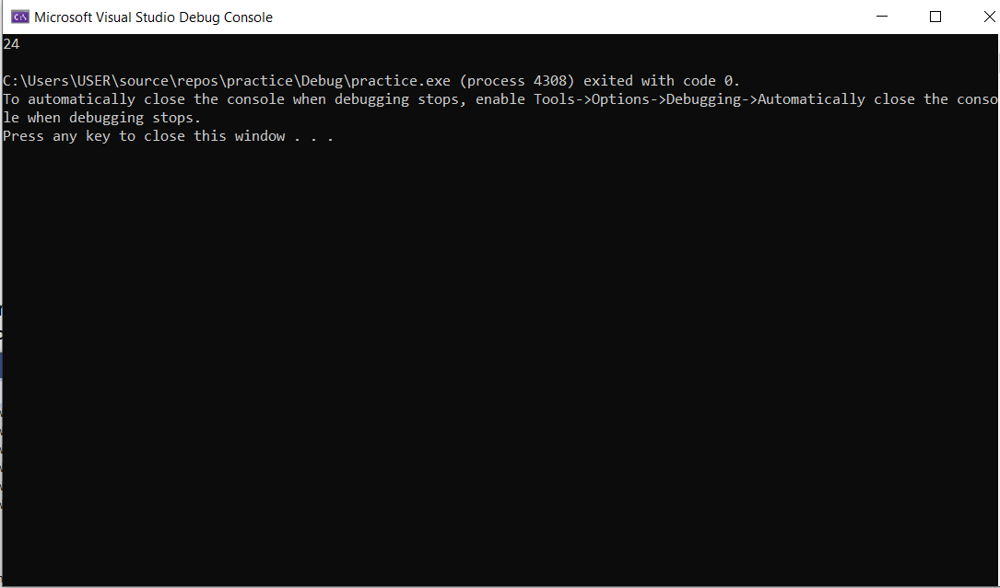 Microsoft Visual Studio Debug Console
24
C:\Users\USER\source\repos\practice\Debug\practice.exe (process 4308) exited with code 0.
To automatically close the console when debugging stops, enable Tools->Options->Debugging->Automatically close the conso
le when debugging stops.
Press any key to close this window . . .